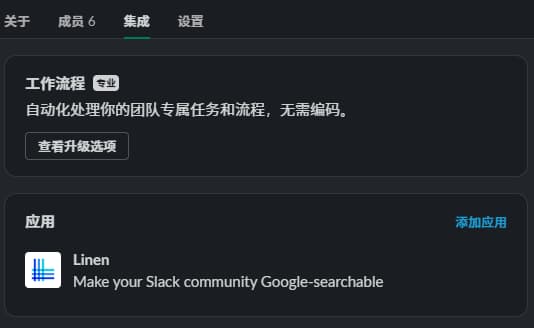 关于 成员 6 集成 设置
工作流程 专业
自动化处理你的团队专属任务和流程，无需编码。
查看升级选项
应用 添加应用
Linen
Make your Slack community Google-searchable